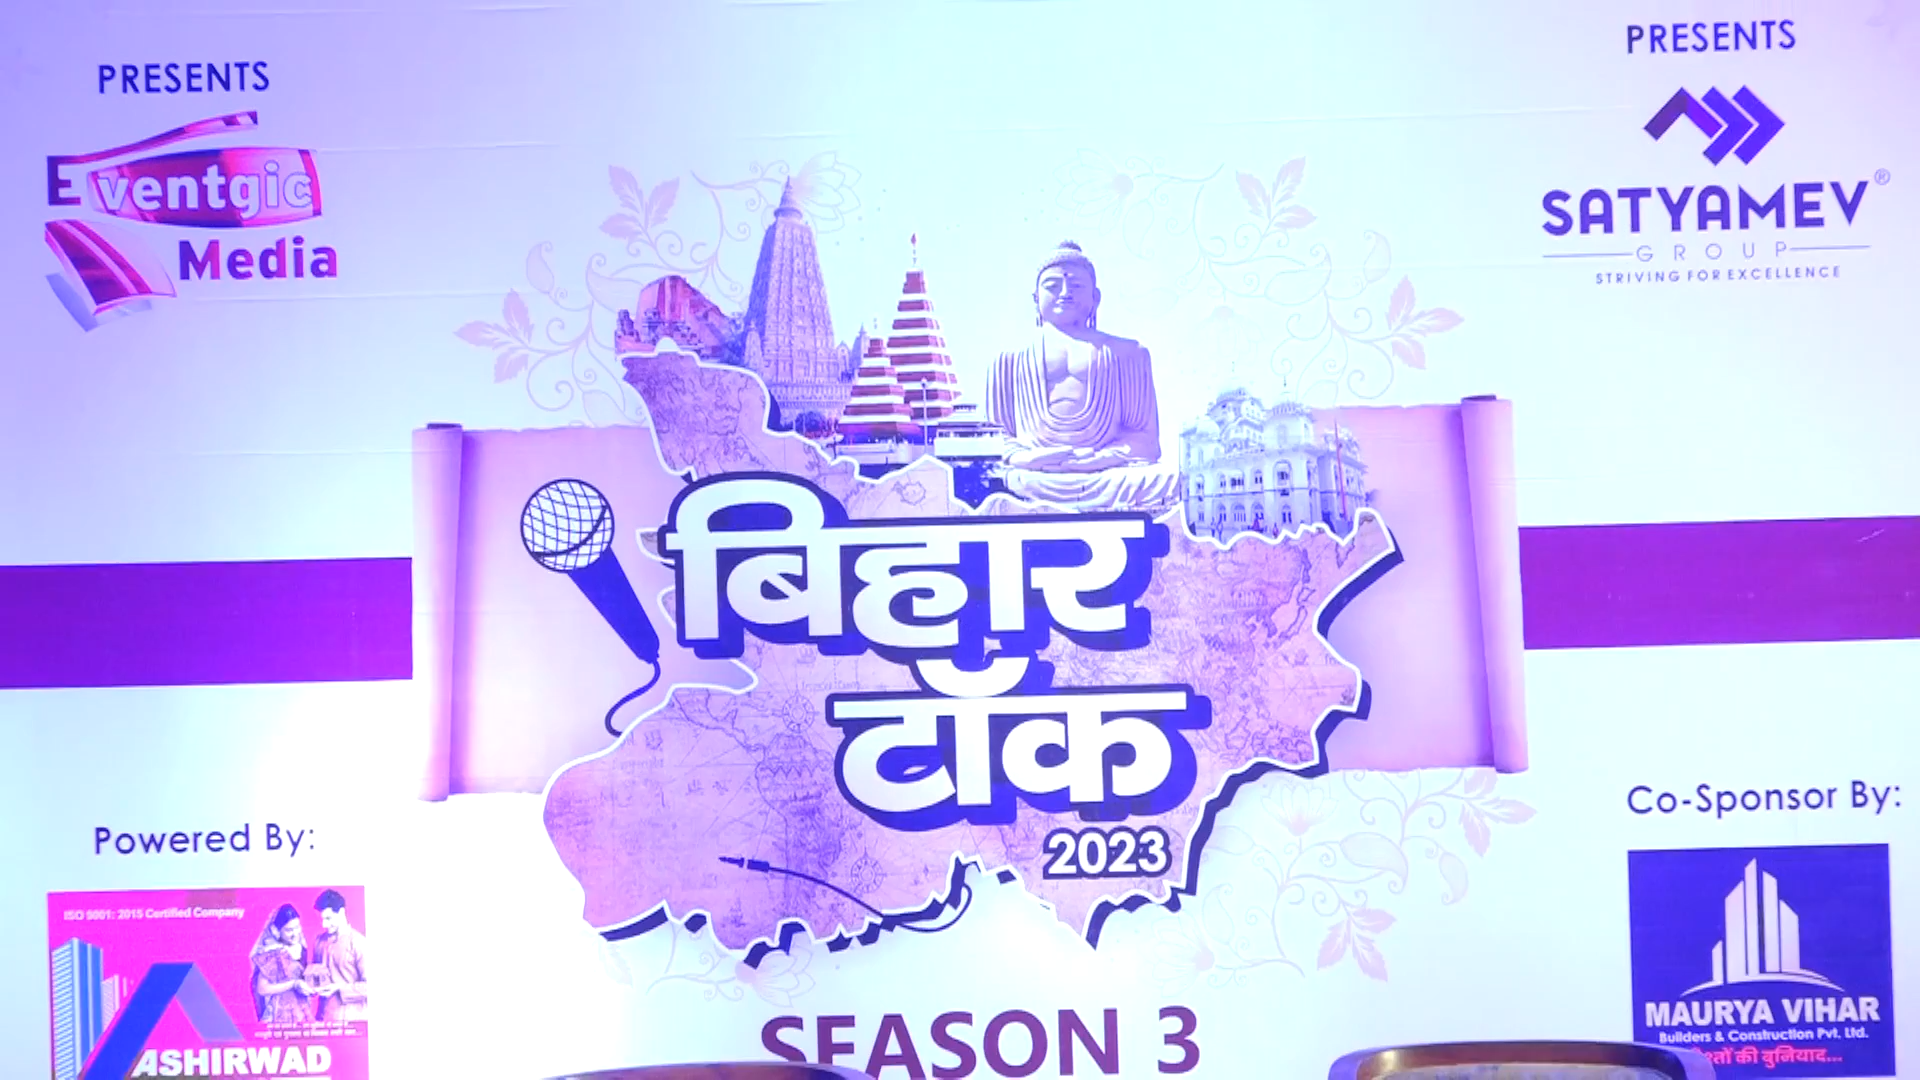 PRESENTS
Eventgic
Media
PRESENTS
SATYAMEV®
GROUP
STRIVING FOR EXCELLENCE
बिहार
टॉक
2023
SEASON 3
Powered By:
ISO 9001: 2015 Certified Company
ASHIRWAD
Co-Sponsor By:
MAURYA VIHAR
Builders & Construction Pvt. Ltd.
की बुनियाद...